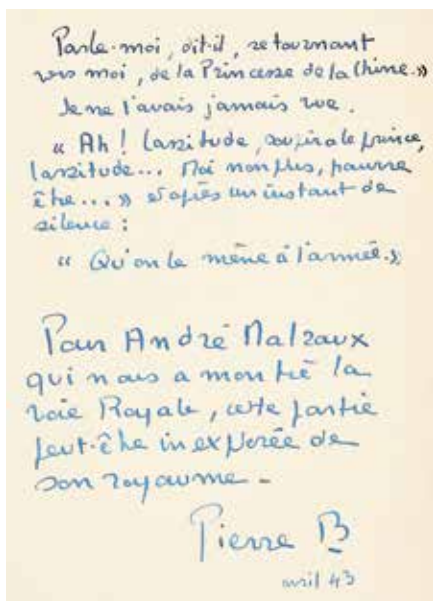 Parle-moi, dit-il, se tournant
vers moi, de la Princesse de la Chine. »
Je ne l'avais jamais vue.
« Ah ! Lassitude, soupira le prince,
lassitude... Moi non plus, pauvre
être... » et après un instant de
silence :
« Qu'on le mène à l'armée. »
Pour André Malraux
qui nous a montré la
voie Royale, cette partie
peut-être inexplorée de
son royaume -
Pierre B
avril 43